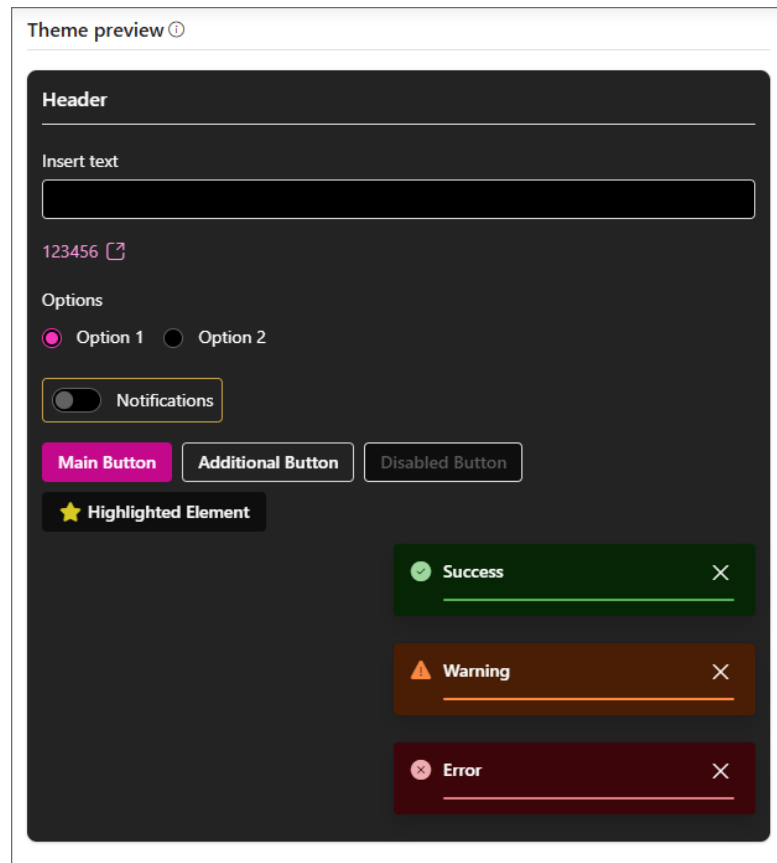 Theme preview
Header
Insert text
123456
Options
Option 1 Option 2
Notifications
Main Button Additional Button Disabled Button
Highlighted Element
Success
Warning
Error